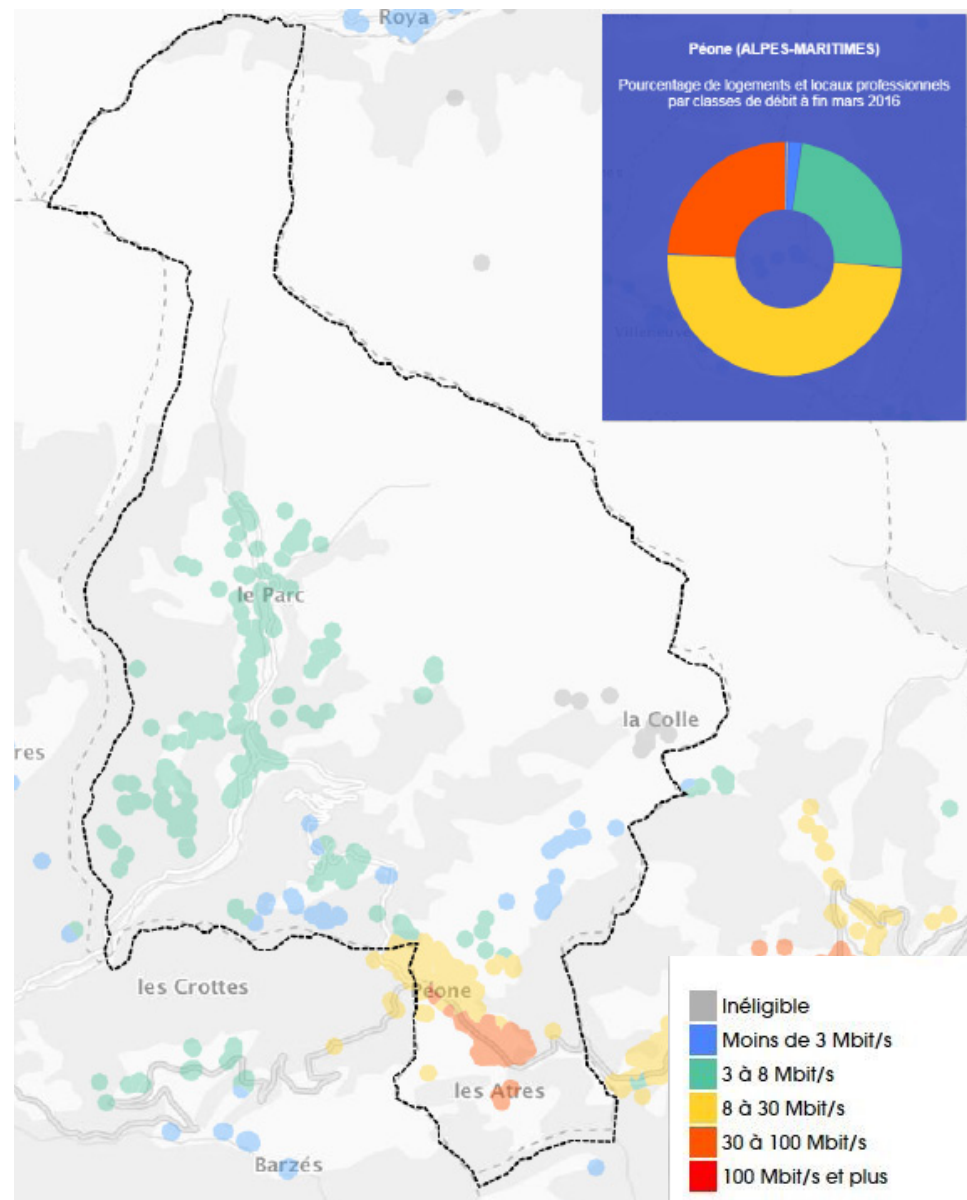 Roya
Péone (ALPES-MARITIMES)
Pourcentage de logements et locaux professionnels
par classes de débit à fin mars 2016
le Parc
la Colle
res
les Crottes
Péone
les Atres
Barzés
Inéligible
Moins de 3 Mbit/s
3 à 8 Mbit/s
8 à 30 Mbit/s
30 à 100 Mbit/s
100 Mbit/s et plus